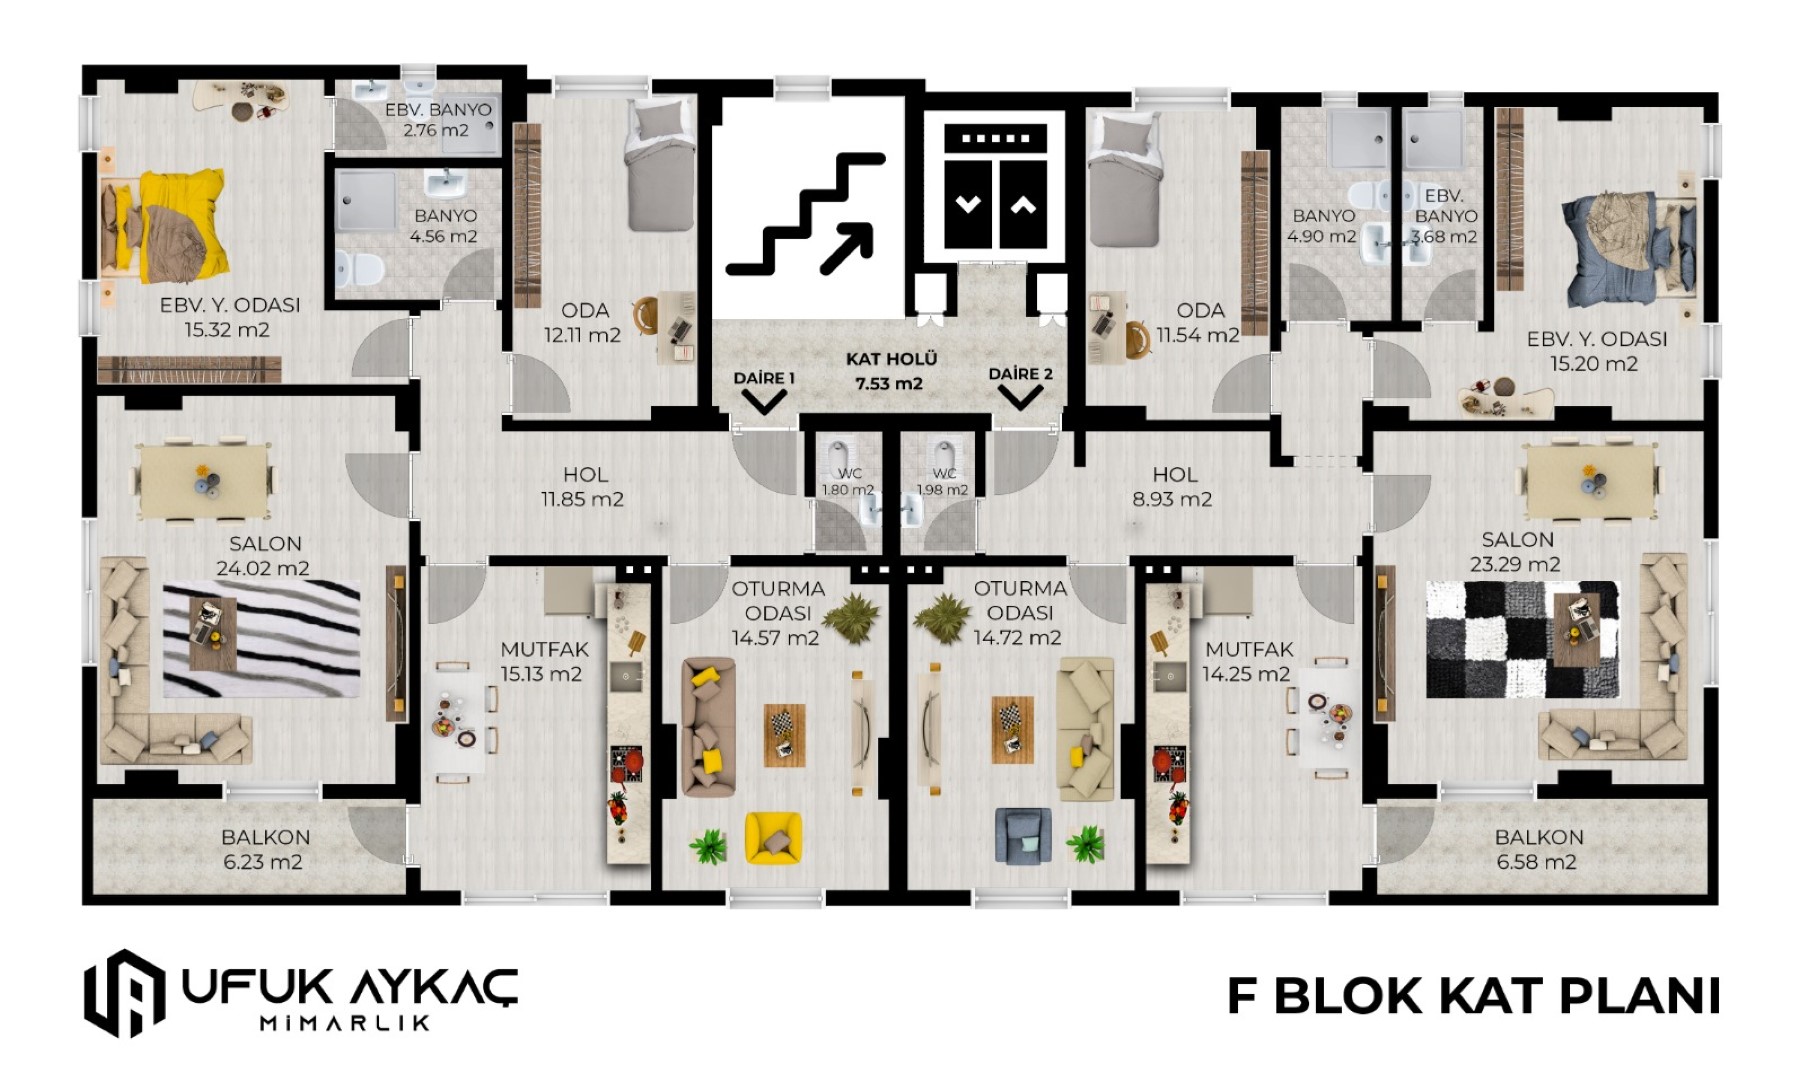 EBV. BANYO
2.76 m2
BANYO
4.56 m2
EBV. Y. ODASI
15.32 m2
ODA
12.11 m2
KAT HOLÜ
7.53 m2
DAİRE 1
DAİRE 2
ODA
11.54 m2
BANYO
4.90 m2
EBV.
BANYO
3.68 m2
EBV. Y. ODASI
15.20 m2
HOL
11.85 m2
WC
1.80 m2
WC
1.98 m2
HOL
8.93 m2
SALON
24.02 m2
SALON
23.29 m2
MUTFAK
15.13 m2
OTURMA
ODASI
14.57 m2
OTURMA
ODASI
14.72 m2
MUTFAK
14.25 m2
BALKON
6.23 m2
BALKON
6.58 m2
UFUK AYKAÇ
MİMARLIK
F BLOK KAT PLANI